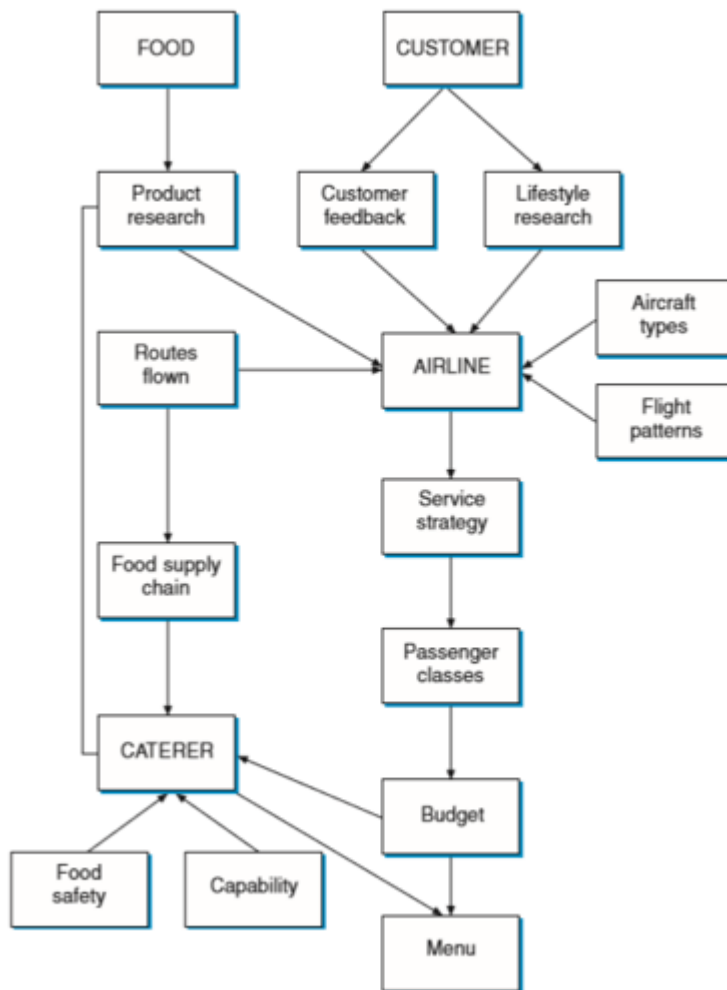 FOOD
CUSTOMER
Product
research
Customer
feedback
Lifestyle
research
Aircraft
types
Routes
flown
AIRLINE
Flight
patterns
Service
strategy
Food supply
chain
Passenger
classes
CATERER
Budget
Food
safety
Capability
Menu